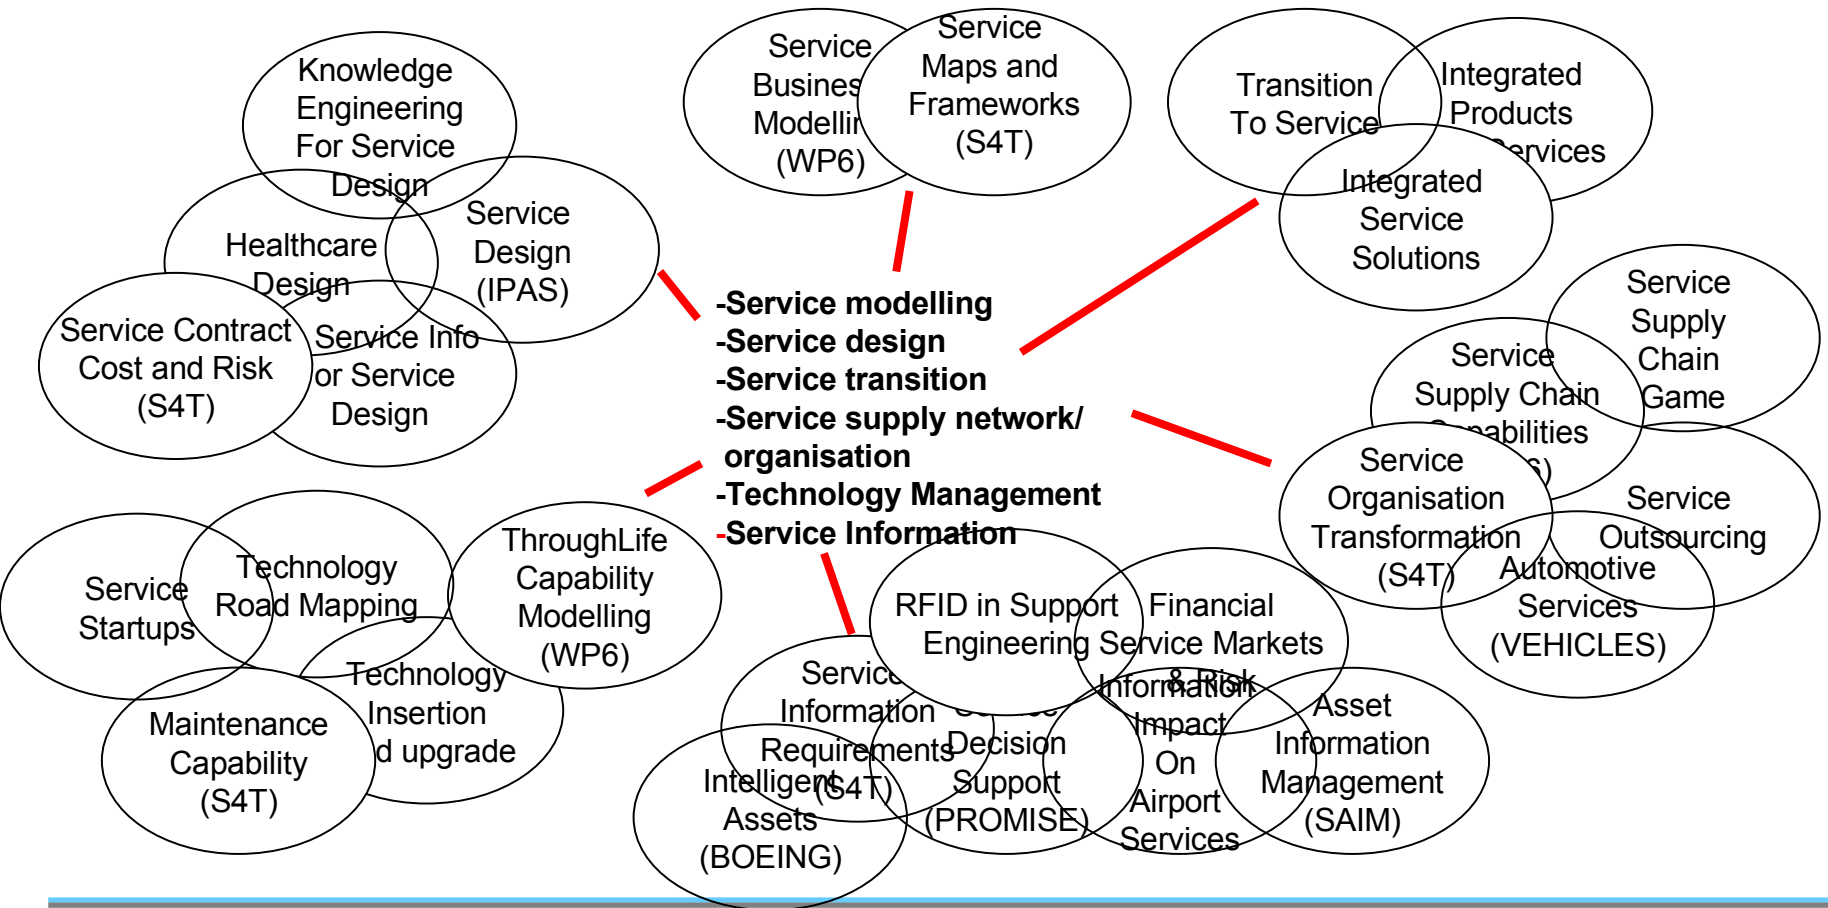 Knowledge
Engineering
For Service
Design
Healthcare
Design
Service
Design
(IPAS)
Service Contract
Cost and Risk
(S4T)
Service Info
or Service
Design
Service
Modelli
(WP6)
Service
Maps and
Frameworks
(S4T)
Transition
To Service
Integrated
Products
ervices
Integrated
Service
Solutions
-Service modelling
-Service design
-Service transition
-Service supply network/
organisation
-Technology Management
-Service Information
Service
Supply
Chain
Game
Service
Supply Chain
pabilities
Service
Organisation
Transformation
(S4T)
Service
Outsourcing
Automotive
Services
(VEHICLES)
Service
Startups
Technology
Road Mapping
ThroughLife
Capability
Modelling
(WP6)
Technology
Insertion
d upgrade
Maintenance
Capability
(S4T)
RFID in Support
Engineering
Financial
Service Markets
& Risk
Service
Information
Requirements
(S4T)
Intelligent
Assets
(BOEING)
Decision
Support
(PROMISE)
Information
Impact
On
Airport
Services
Asset
Information
Management
(SAIM)